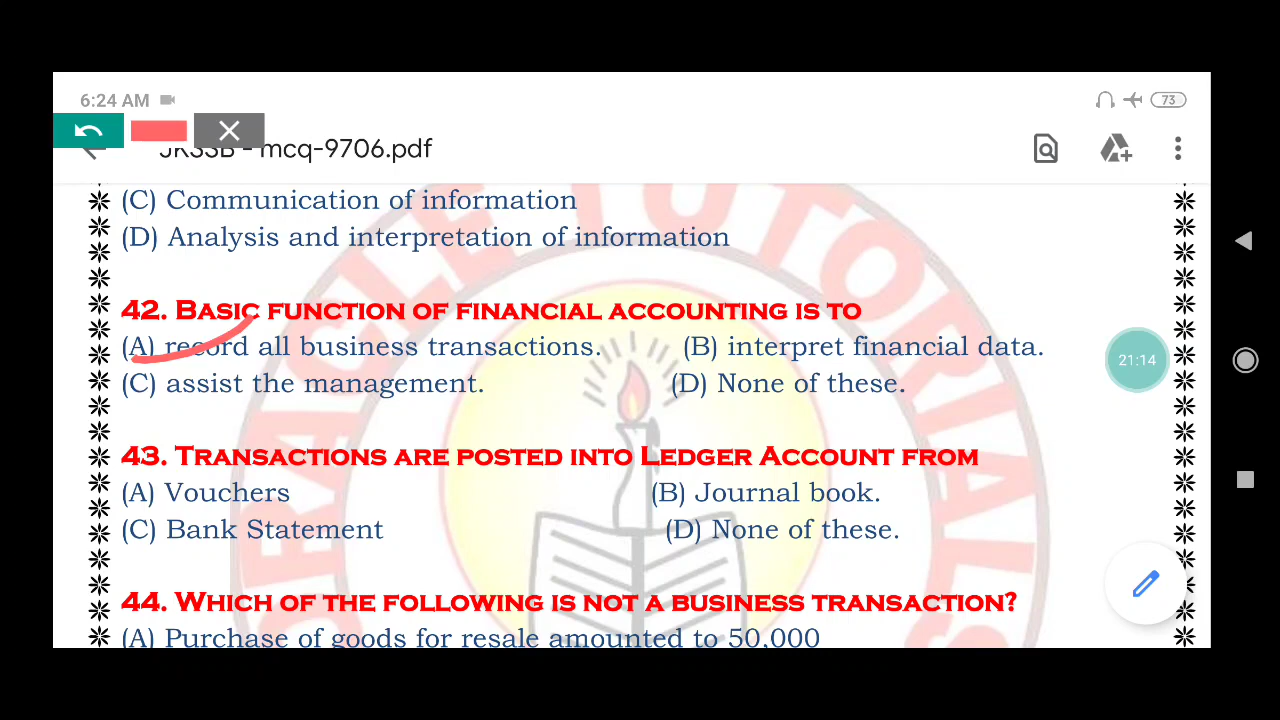 6:24 AM
73
JKSSB - mcq-9706.pdf
(C) Communication of information
(D) Analysis and interpretation of information
42. BASIC FUNCTION OF FINANCIAL ACCOUNTING IS TO
(A) record all business transactions. (B) interpret financial data.
(C) assist the management. (D) None of these.
21:14
43. TRANSACTIONS ARE POSTED INTO LEDGER ACCOUNT FROM
(A) Vouchers (B) Journal book.
(C) Bank Statement (D) None of these.
44. WHICH OF THE FOLLOWING IS NOT A BUSINESS TRANSACTION?
(A) Purchase of goods for resale amounted to 50,000